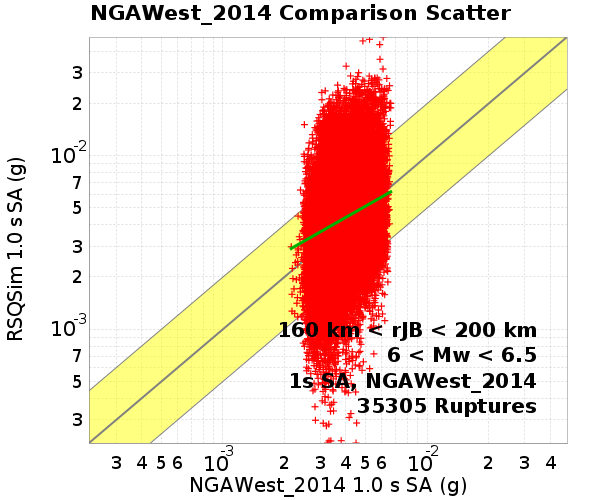 NGAWest_2014 Comparison Scatter
RSQSim 1.0 s SA (g)
3
2
10-2
7
5
3
2
10-3
7
5
3
160 km < rJB < 200 km
6 < Mw < 6.5
1s SA, NGAWest_2014
35305 Ruptures
3 4 5 6 10-3 2 3 4 5 6 10-2 2 3 4
NGAWest_2014 1.0 s SA (g)